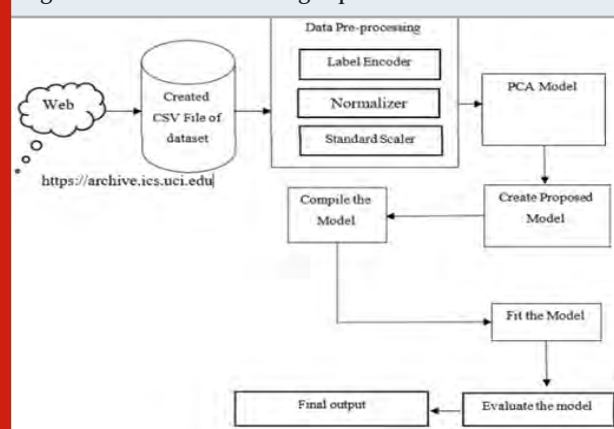 Data Pre-processing
Label Encoder
Normalizer
Standard Scaler
Web
Created
CSV File of
dataset
PCA Model
https://archive.ics.uci.edu
Compile the
Model
Create Proposed
Model
Fit the Model
Final output
Evaluate the model